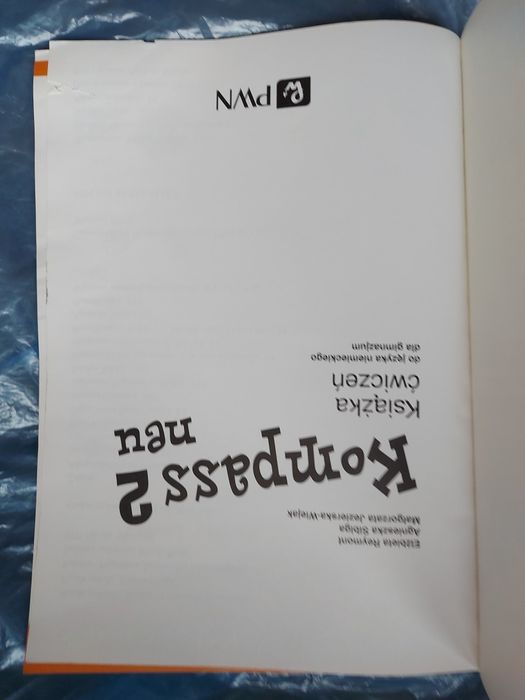 Elżbieta Reymont
Agnieszka Sibiga
Małgorzata Jezierska-Wiejak
Kompass 2
neu
Książka
ćwiczeń
do języka niemieckiego
dla gimnazjum
PWN